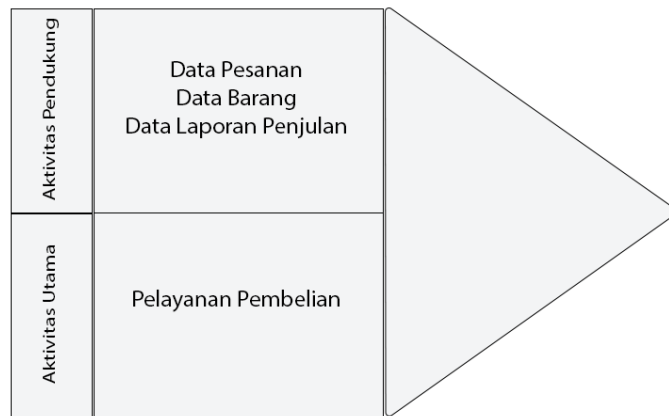 Aktivitas Pendukung
Data Pesanan
Data Barang
Data Laporan Penjulan
Aktivitas Utama
Pelayanan Pembelian